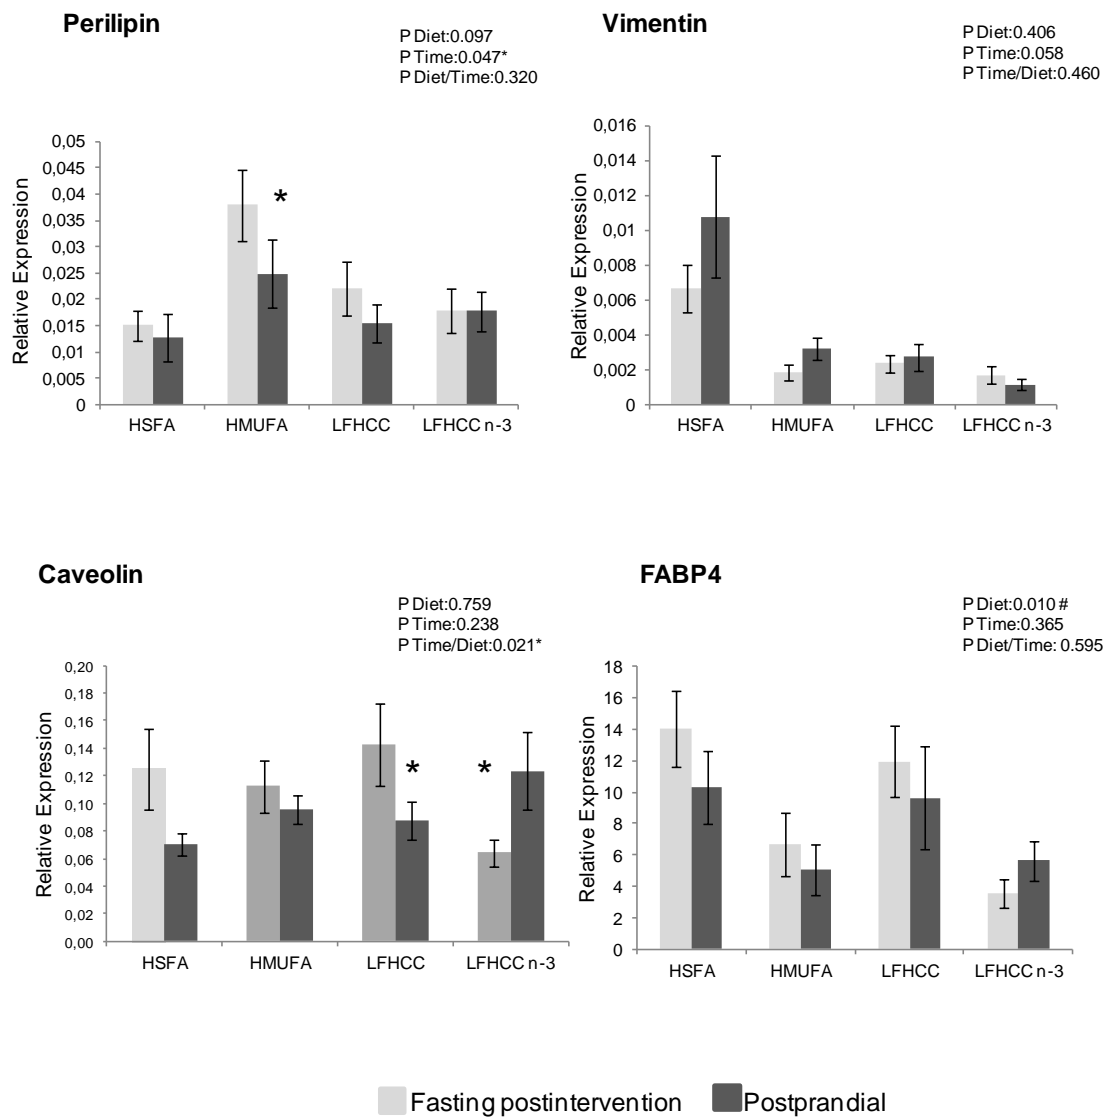 Perilipin
P Diet:0.097
P Time:0.047*
P Diet/Time:0.320
Relative Expression
0,05
0,045
0,04
0,035
0,03
0,025
0,02
0,015
0,01
0,005
0
*
HSFA HMUFA LFHCC LFHCC n-3
Vimentin
P Diet:0.406
P Time:0.058
P Time/Diet:0.460
Relative Expression
0,016
0,014
0,012
0,01
0,008
0,006
0,004
0,002
0
HSFA HMUFA LFHCC LFHCC n-3
Caveolin
P Diet:0.759
P Time:0.238
P Time/Diet:0.021*
Relative Expression
0,20
0,18
0,16
0,14
0,12
0,10
0,08
0,06
0,04
0,02
0,00
* *
HSFA HMUFA LFHCC LFHCC n-3
FABP4
P Diet:0.010 #
P Time:0.365
P Diet/Time: 0.595
Relative Expression
18
16
14
12
10
8
6
4
2
0
HSFA HMUFA LFHCC LFHCC n-3
Fasting postintervention Postprandial